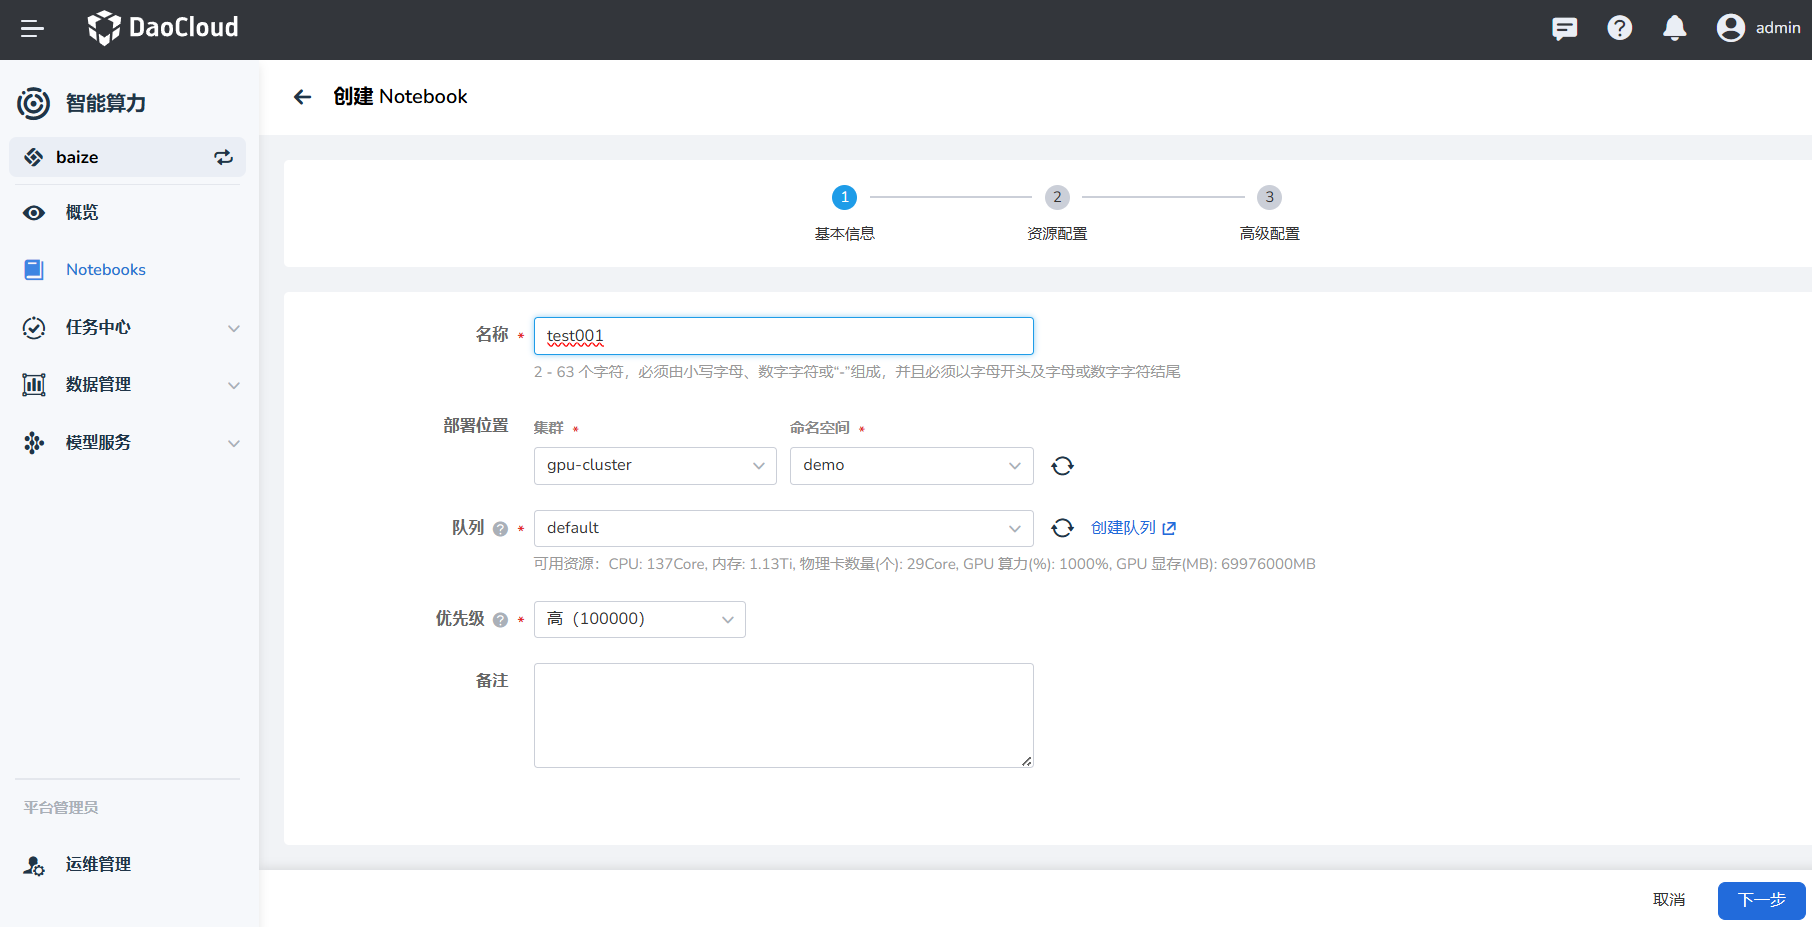 DaoCloud
admin
智能算力
baize
概览
Notebooks
任务中心
数据管理
模型服务
平台管理员
运维管理
创建 Notebook
1 2 3
基本信息 资源配置 高级配置
名称 * test001
2 - 63 个字符，必须由小写字母、数字字符或“-”组成，并且必须以字母开头及字母或数字字符结尾
部署位置 集群 * 命名空间 *
gpu-cluster demo
队列 ? * default 创建队列
可用资源：CPU: 137Core, 内存: 1.13Ti, 物理卡数量(个): 29Core, GPU 算力(%): 1000%, GPU 显存(MB): 69976000MB
优先级 ? * 高（100000）
备注
取消 下一步